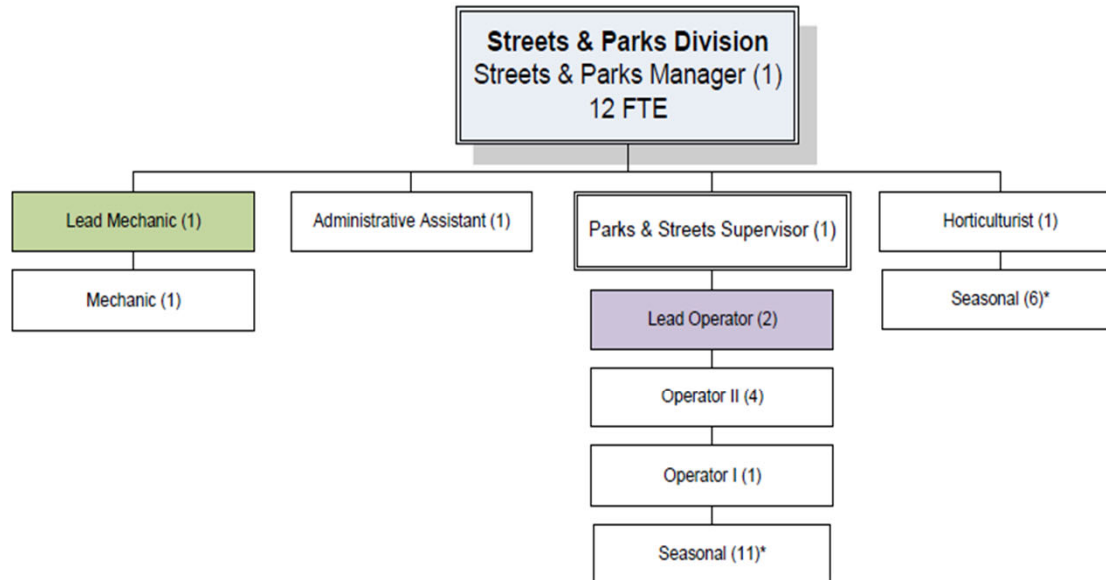 Streets & Parks Division
Streets & Parks Manager (1)
12 FTE
Lead Mechanic (1)
Administrative Assistant (1)
Parks & Streets Supervisor (1)
Horticulturist (1)
Mechanic (1)
Seasonal (6)*
Lead Operator (2)
Operator II (4)
Operator I (1)
Seasonal (11)*